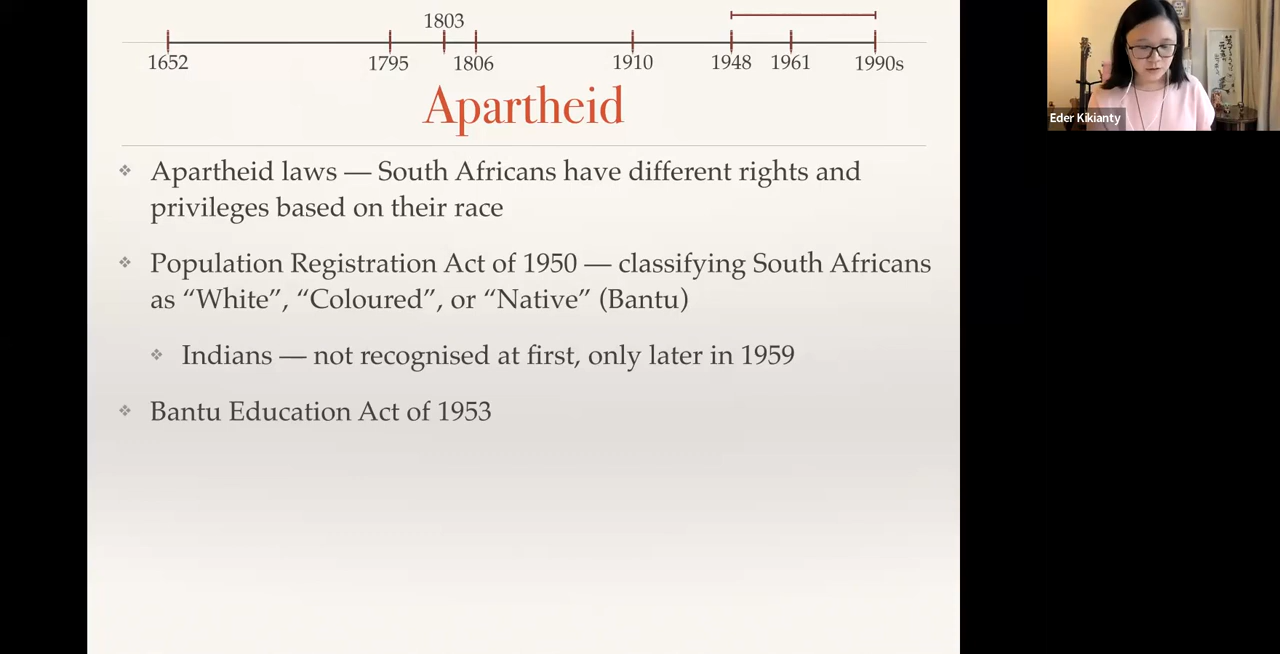 1803
1652 1795 1806 1910 1948 1961 1990s
Apartheid
Apartheid laws — South Africans have different rights and
privileges based on their race
Population Registration Act of 1950 — classifying South Africans
as “White”, “Coloured”, or “Native” (Bantu)
Indians — not recognised at first, only later in 1959
Bantu Education Act of 1953
Eder Kikianty